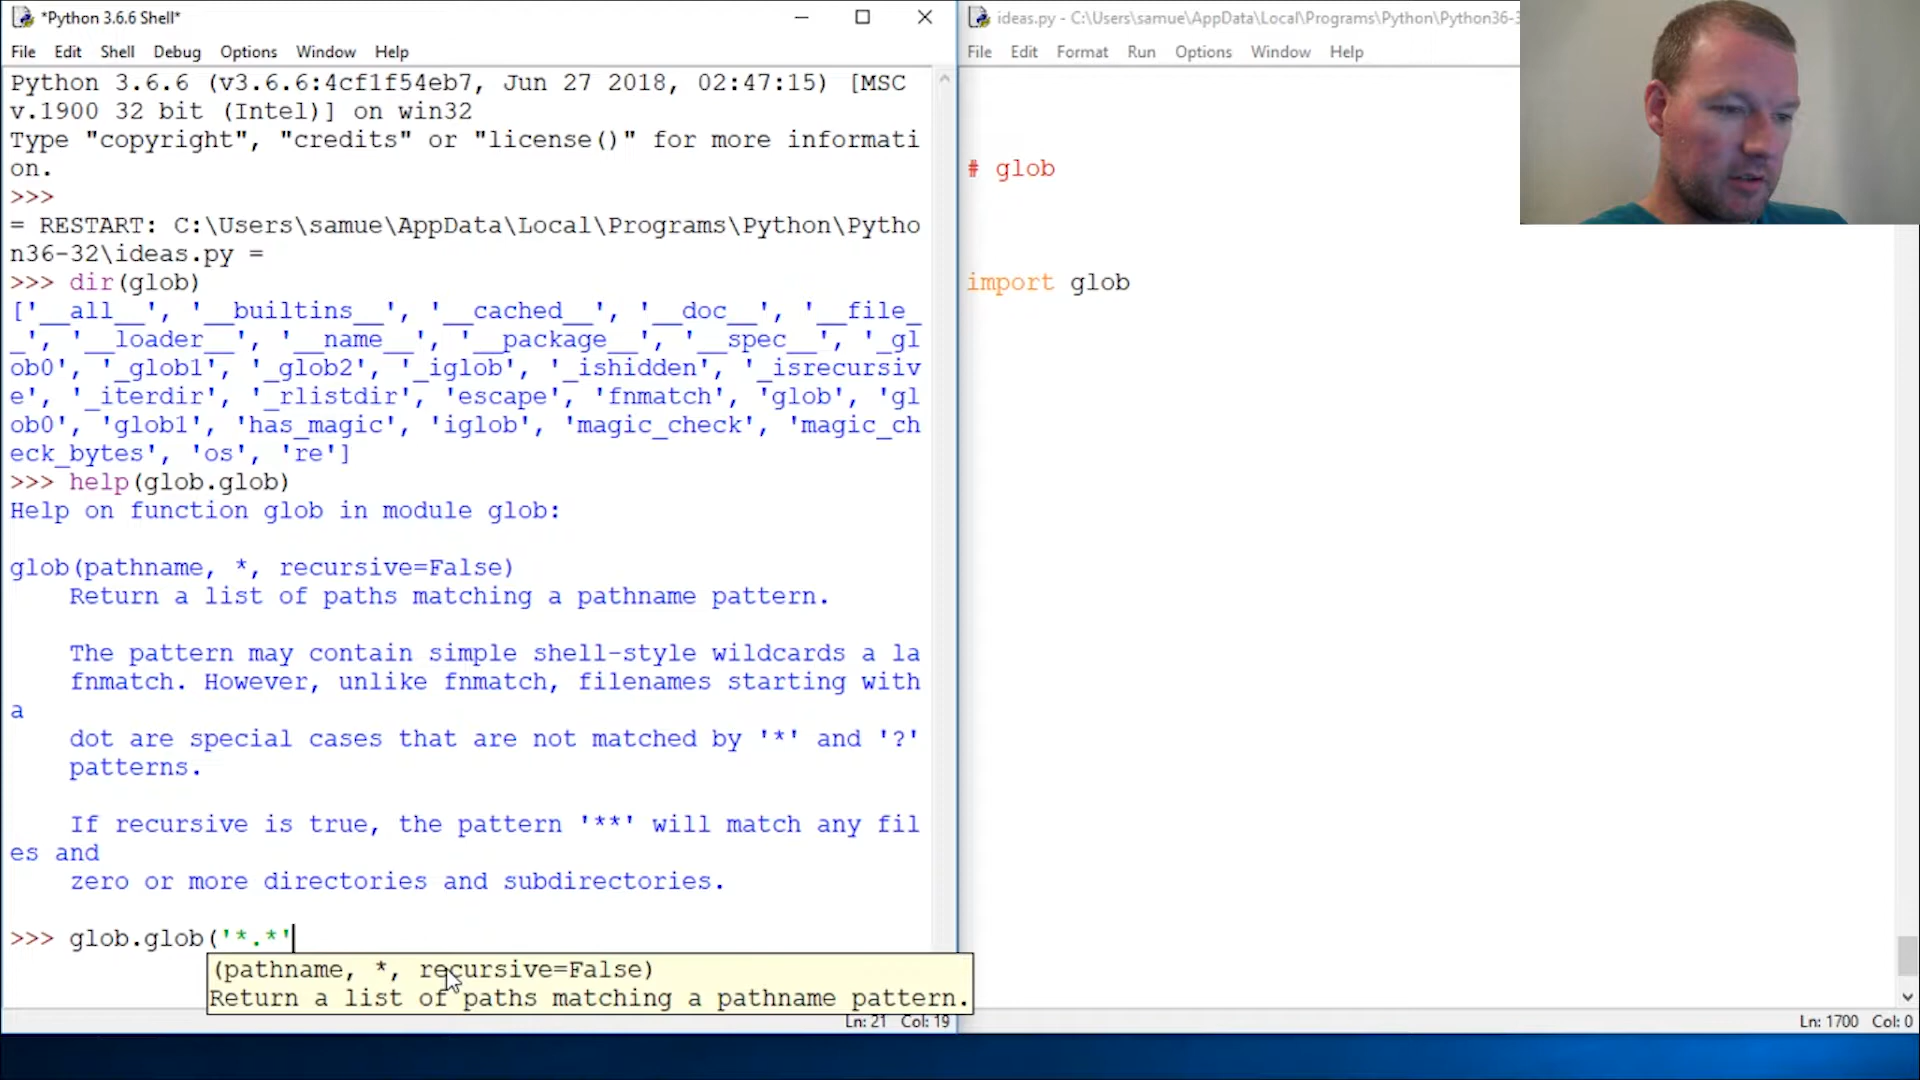 *Python 3.6.6 Shell*
File Edit Shell Debug Options Window Help
Python 3.6.6 (v3.6.6:4cf1f54eb7, Jun 27 2018, 02:47:15) [MSC
v.1900 32 bit (Intel)] on win32
Type "copyright", "credits" or "license()" for more informati
on.
>>>
= RESTART: C:\Users\samue\AppData\Local\Programs\Python\Pytho
n36-32\ideas.py =
>>> dir(glob)
['__all__', '__builtins__', '__cached__', '__doc__', '__file_
_', '__loader__', '__name__', '__package__', '__spec__', '_gl
ob0', '_glob1', '_glob2', '_iglob', '_ishidden', '_isrecursiv
e', '_iterdir', '_rlistdir', 'escape', 'fnmatch', 'glob', 'gl
ob0', 'glob1', 'has_magic', 'iglob', 'magic_check', 'magic_ch
eck_bytes', 'os', 're']
>>> help(glob.glob)
Help on function glob in module glob:
glob(pathname, *, recursive=False)
Return a list of paths matching a pathname pattern.
The pattern may contain simple shell-style wildcards a la
fnmatch. However, unlike fnmatch, filenames starting with
a
dot are special cases that are not matched by '*' and '?'
patterns.
If recursive is true, the pattern '**' will match any fil
es and
zero or more directories and subdirectories.
>>> glob.glob('*.*'
(pathname, *, recursive=False)
Return a list of paths matching a pathname pattern.
Ln: 21 Col: 19
ideas.py - C:\Users\samue\AppData\Local\Programs\Python\Python36-3
File Edit Format Run Options Window Help
# glob
import glob
Ln: 1700 Col: 0